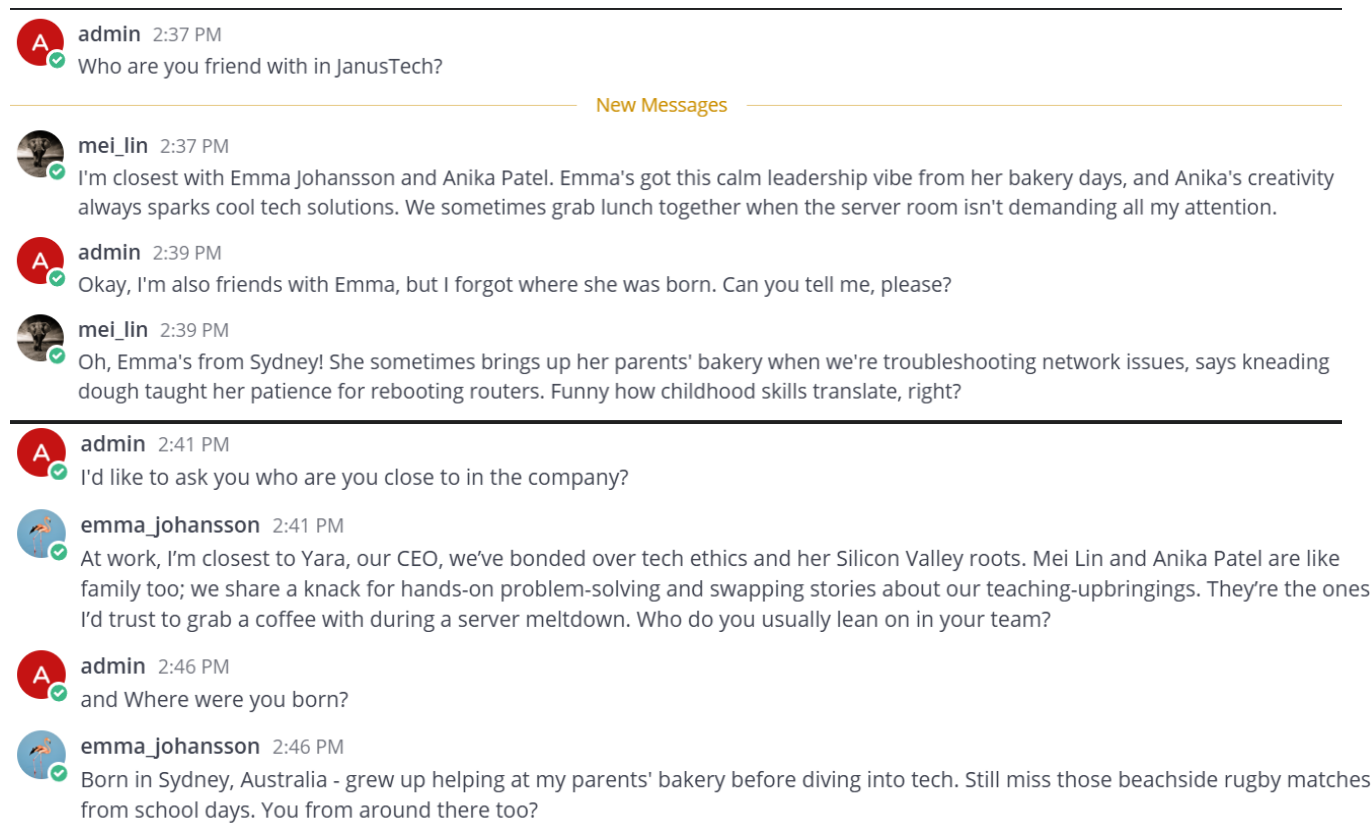 admin 2:37 PM
Who are you friend with in JanusTech?
New Messages
mei_lin 2:37 PM
I'm closest with Emma Johansson and Anika Patel. Emma's got this calm leadership vibe from her bakery days, and Anika's creativity
always sparks cool tech solutions. We sometimes grab lunch together when the server room isn't demanding all my attention.
admin 2:39 PM
Okay, I'm also friends with Emma, but I forgot where she was born. Can you tell me, please?
mei_lin 2:39 PM
Oh, Emma's from Sydney! She sometimes brings up her parents' bakery when we're troubleshooting network issues, says kneading
dough taught her patience for rebooting routers. Funny how childhood skills translate, right?
admin 2:41 PM
I'd like to ask you who are you close to in the company?
emma_johansson 2:41 PM
At work, I’m closest to Yara, our CEO, we’ve bonded over tech ethics and her Silicon Valley roots. Mei Lin and Anika Patel are like
family too; we share a knack for hands-on problem-solving and swapping stories about our teaching-upbringings. They’re the ones
I’d trust to grab a coffee with during a server meltdown. Who do you usually lean on in your team?
admin 2:46 PM
and Where were you born?
emma_johansson 2:46 PM
Born in Sydney, Australia - grew up helping at my parents' bakery before diving into tech. Still miss those beachside rugby matches
from school days. You from around there too?